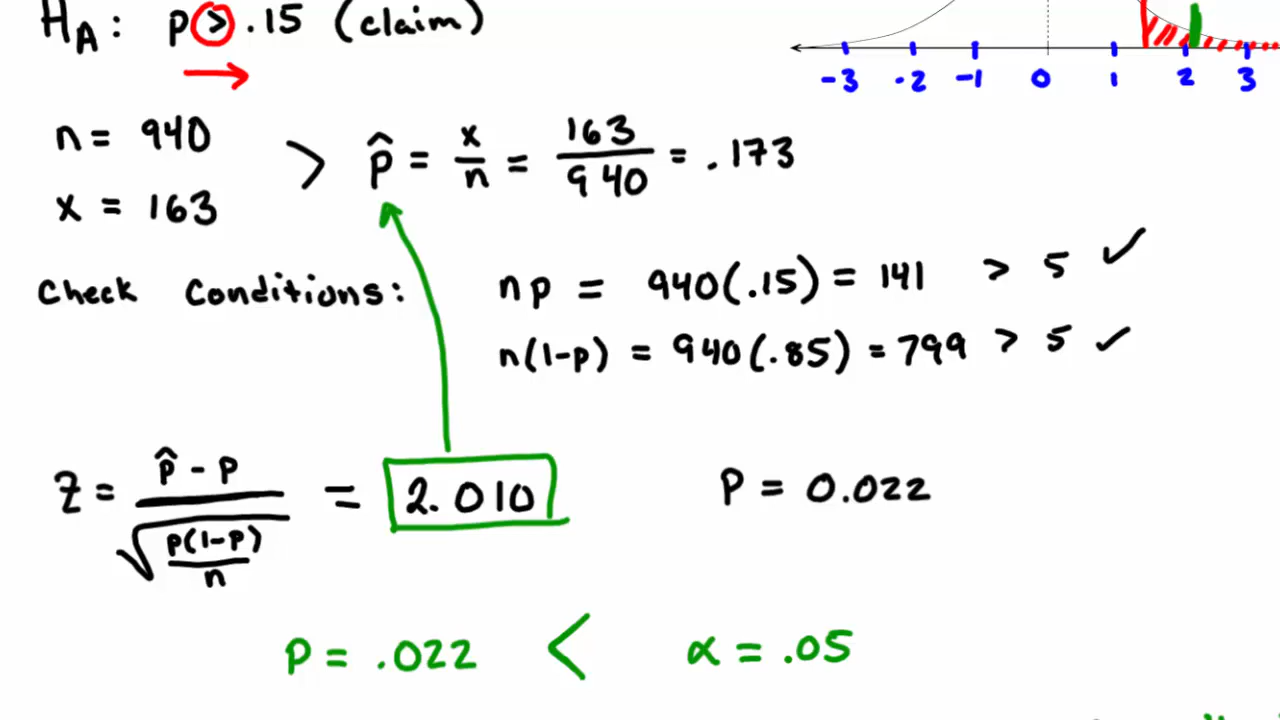 H_A: p > .15 (claim)
-3 -2 -1 0 1 2 3
n = 940
x = 163
> p̂ = x/n = 163/940 = .173
Check Conditions:
np = 940(.15) = 141 > 5 ✓
n(1-p) = 940(.85) = 799 > 5 ✓
Z = (p̂ - p)/√(p(1-p)/n) = 2.010
P = 0.022
P = .022 < α = .05